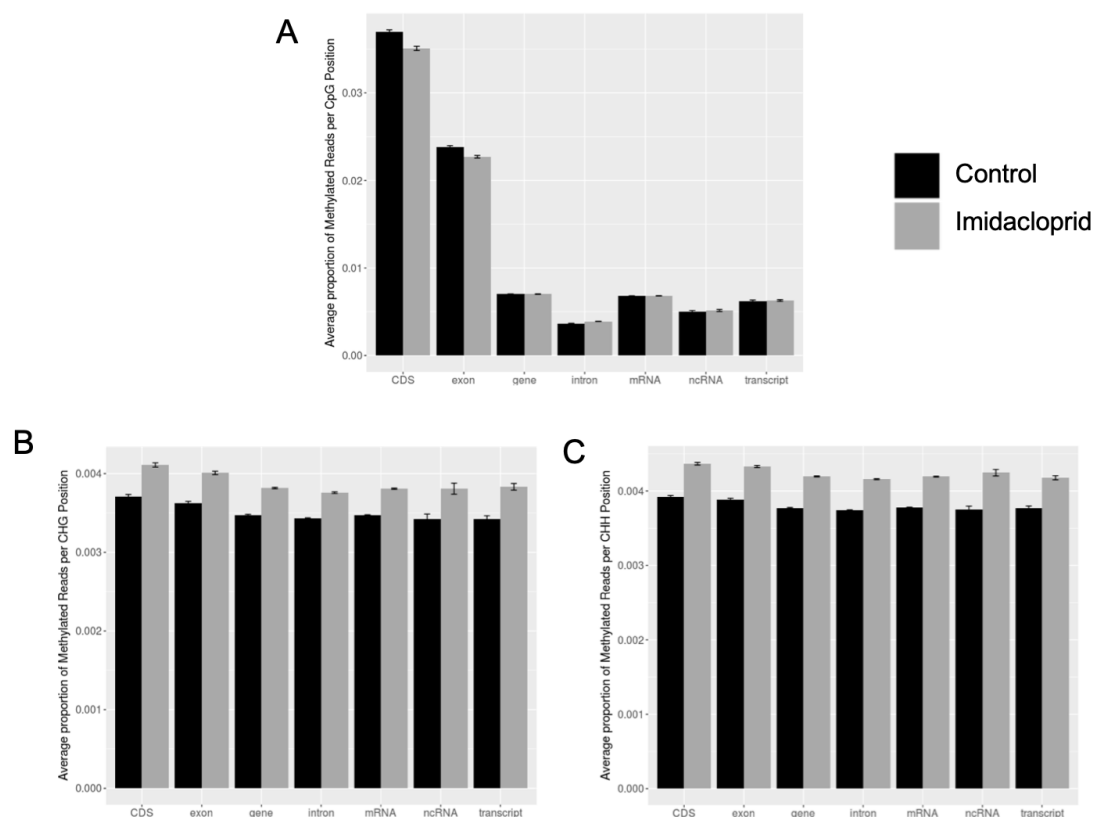 A
Average proportion of Methylated Reads per CpG Position
0.03
0.02
0.01
0.00
CDS exon gene intron mRNA ncRNA transcript
Control
Imidacloprid
B
Average proportion of Methylated Reads per CHG Position
0.004
0.003
0.002
0.001
0.000
CDS exon gene intron mRNA ncRNA transcript
C
Average proportion of Methylated Reads per CHH Position
0.004
0.003
0.002
0.001
0.000
CDS exon gene intron mRNA ncRNA transcript